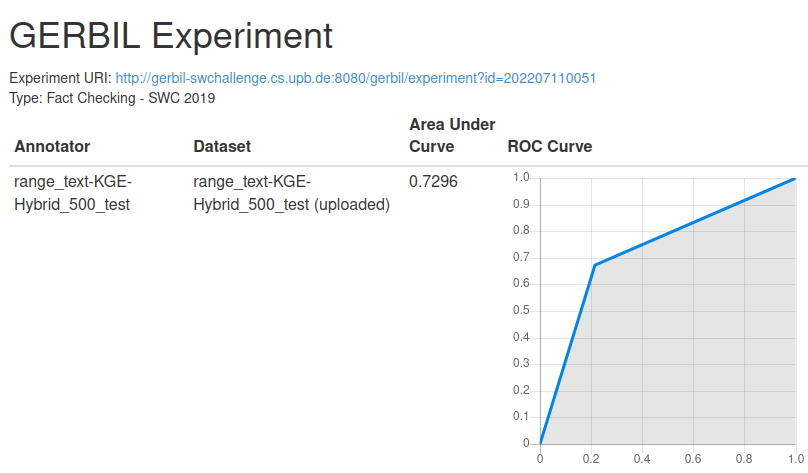 GERBIL Experiment
Experiment URI: http://gerbil-swchallenge.cs.upb.de:8080/gerbil/experiment?id=202207110051
Type: Fact Checking - SWC 2019
Annotator Dataset Area Under Curve ROC Curve
range_text-KGE-
Hybrid_500_test
range_text-KGE-
Hybrid_500_test (uploaded)
0.7296
1.0
0.9
0.8
0.7
0.6
0.5
0.4
0.3
0.2
0.1
0
0 0.2 0.4 0.6 0.8 1.0